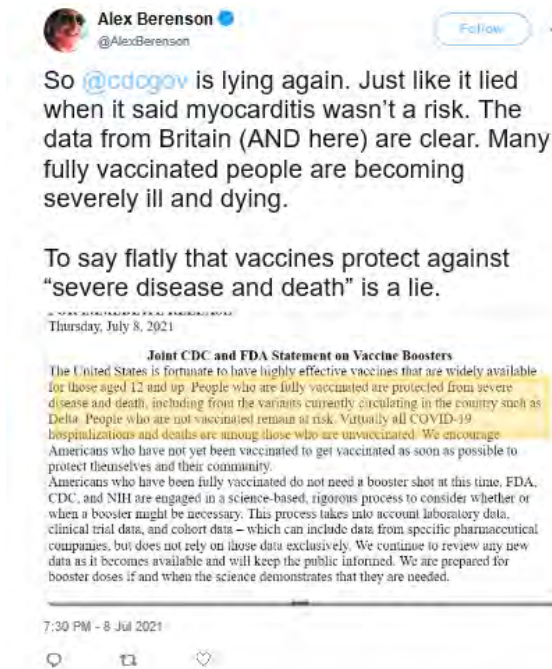 Alex Berenson
@AlexBerenson
Follow
So @cdcgov is lying again. Just like it lied
when it said myocarditis wasn't a risk. The
data from Britain (AND here) are clear. Many
fully vaccinated people are becoming
severely ill and dying.
To say flatly that vaccines protect against
“severe disease and death” is a lie.
FOR IMMEDIATE RELEASE
Thursday, July 8, 2021
Joint CDC and FDA Statement on Vaccine Boosters
The United States is fortunate to have highly effective vaccines that are widely available
for those aged 12 and up. People who are fully vaccinated are protected from severe
disease and death, including from the variants currently circulating in the country such as
Delta. People who are not vaccinated remain at risk. Virtually all COVID-19
hospitalizations and deaths are among those who are unvaccinated. We encourage
Americans who have not yet been vaccinated to get vaccinated as soon as possible to
protect themselves and their community.
Americans who have been fully vaccinated do not need a booster shot at this time. FDA,
CDC, and NIH are engaged in a science-based, rigorous process to consider whether or
when a booster might be necessary. This process takes into account laboratory data,
clinical trial data, and cohort data – which can include data from specific pharmaceutical
companies, but does not rely on those data exclusively. We continue to review any new
data as it becomes available and will keep the public informed. We are prepared for
booster doses if and when the science demonstrates that they are needed.
7:30 PM - 8 Jul 2021